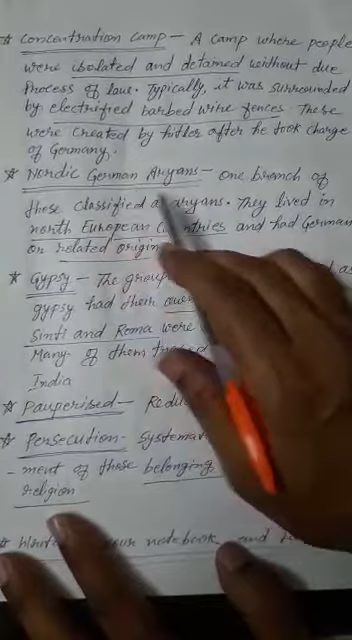 * Concentration camp - A camp where people
were isolated and detained without due
Process of law. Typically, it was surrounded
by electrified barbed wire fences. These
were created by hitler after he took charge
of Germany.
* Nordic German Aryans - one branch of
those classified as aryans. They lived in
north European countries and had German
or related origin
* Gypsy - The group
gypsy had their own
Sinti and Roma were
Many of them traced
India
* Pauperised -
* Persecution -
-ment of those belonging
religion
notebook and